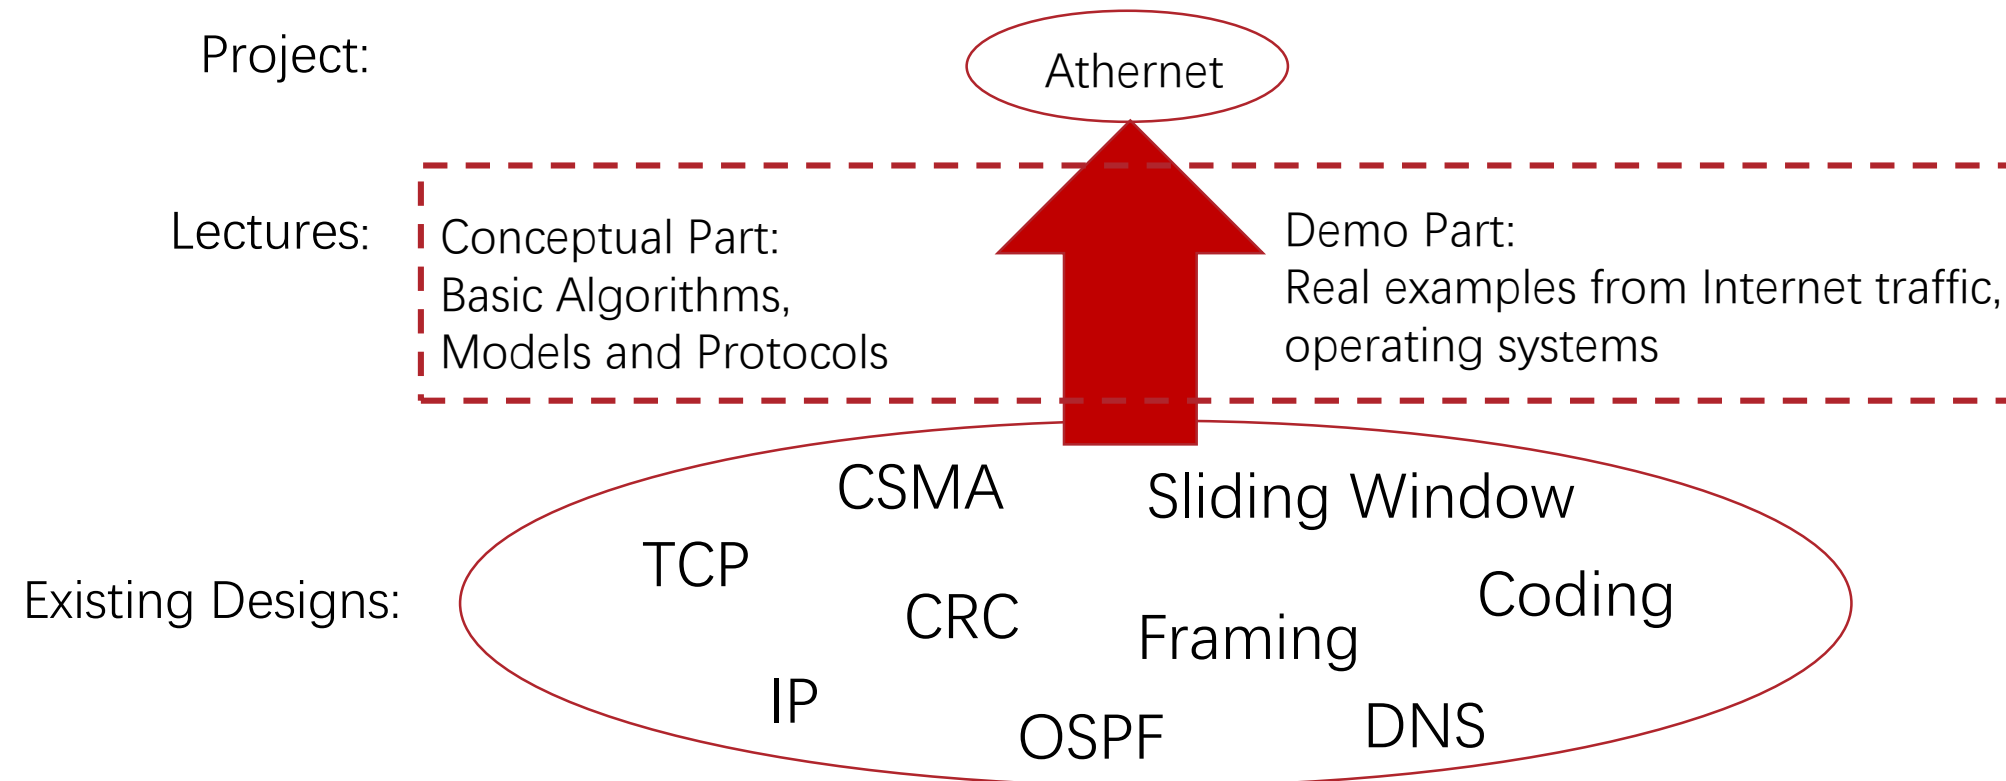 Project:
Athernet
Lectures:
Conceptual Part:
Basic Algorithms,
Models and Protocols
Demo Part:
Real examples from Internet traffic,
operating systems
Existing Designs:
CSMA
Sliding Window
TCP
Coding
CRC
Framing
IP
OSPF
DNS